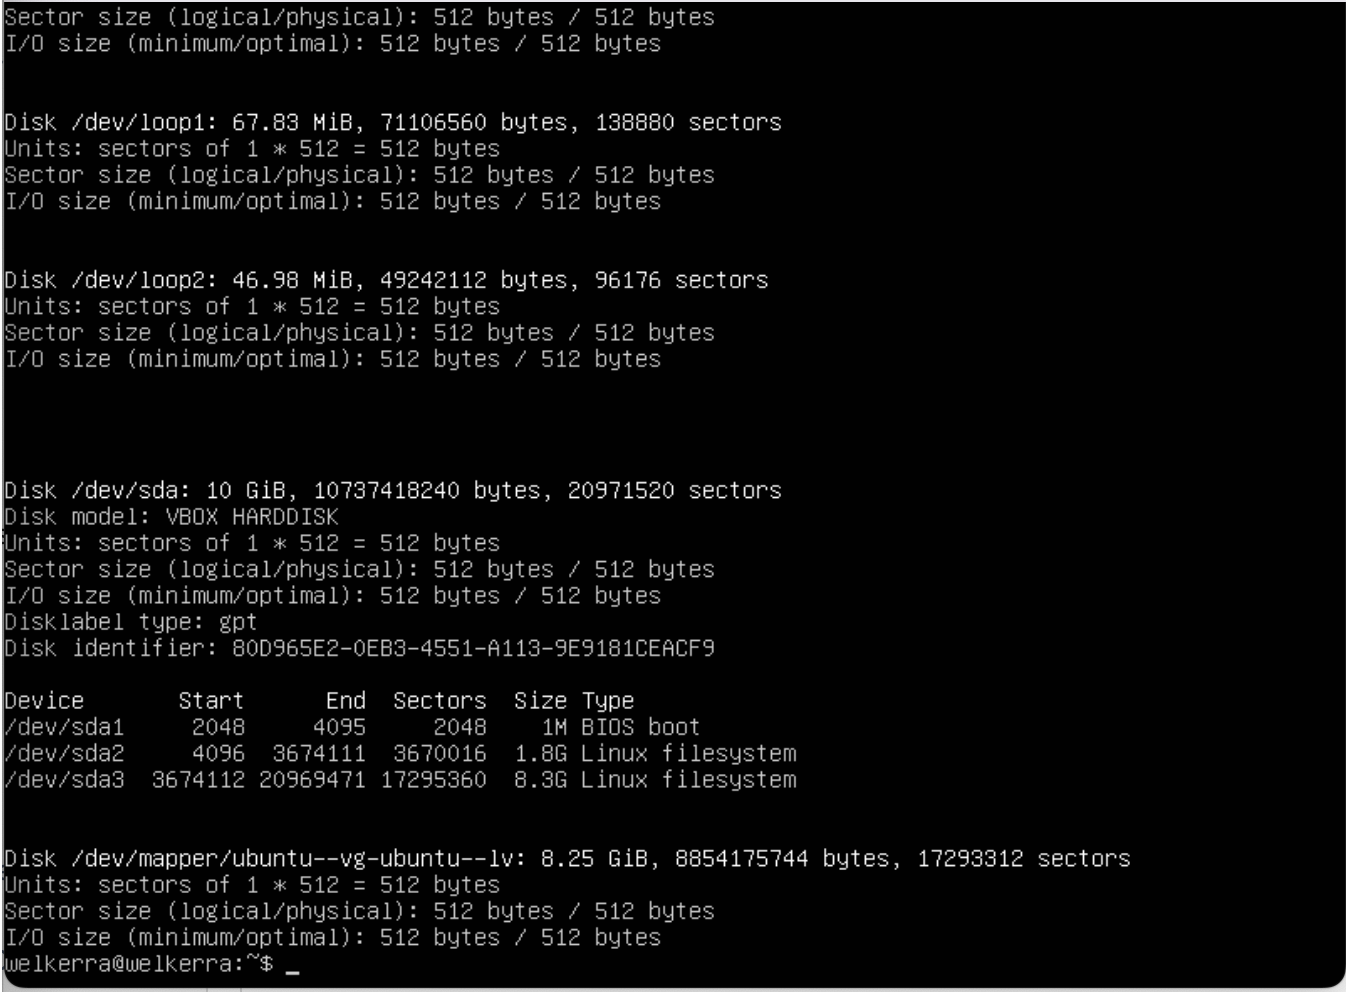 Sector size (logical/physical): 512 bytes / 512 bytes
I/O size (minimum/optimal): 512 bytes / 512 bytes
Disk /dev/loop1: 67.83 MiB, 71106560 bytes, 138880 sectors
Units: sectors of 1 * 512 = 512 bytes
Sector size (logical/physical): 512 bytes / 512 bytes
I/O size (minimum/optimal): 512 bytes / 512 bytes
Disk /dev/loop2: 46.98 MiB, 49242112 bytes, 96176 sectors
Units: sectors of 1 * 512 = 512 bytes
Sector size (logical/physical): 512 bytes / 512 bytes
I/O size (minimum/optimal): 512 bytes / 512 bytes
Disk /dev/sda: 10 GiB, 10737418240 bytes, 20971520 sectors
Disk model: VBOX HARDDISK
Units: sectors of 1 * 512 = 512 bytes
Sector size (logical/physical): 512 bytes / 512 bytes
I/O size (minimum/optimal): 512 bytes / 512 bytes
Disklabel type: gpt
Disk identifier: 80D965E2-0EB3-4551-A113-9E9181CEACF9
Device       Start      End  Sectors  Size Type
/dev/sda1     2048     4095     2048    1M BIOS boot
/dev/sda2     4096  3674111  3670016  1.8G Linux filesystem
/dev/sda3  3674112 20969471 17295360  8.3G Linux filesystem
Disk /dev/mapper/ubuntu--vg-ubuntu--lv: 8.25 GiB, 8854175744 bytes, 17293312 sectors
Units: sectors of 1 * 512 = 512 bytes
Sector size (logical/physical): 512 bytes / 512 bytes
I/O size (minimum/optimal): 512 bytes / 512 bytes
welkerra@welkerra:~$ _